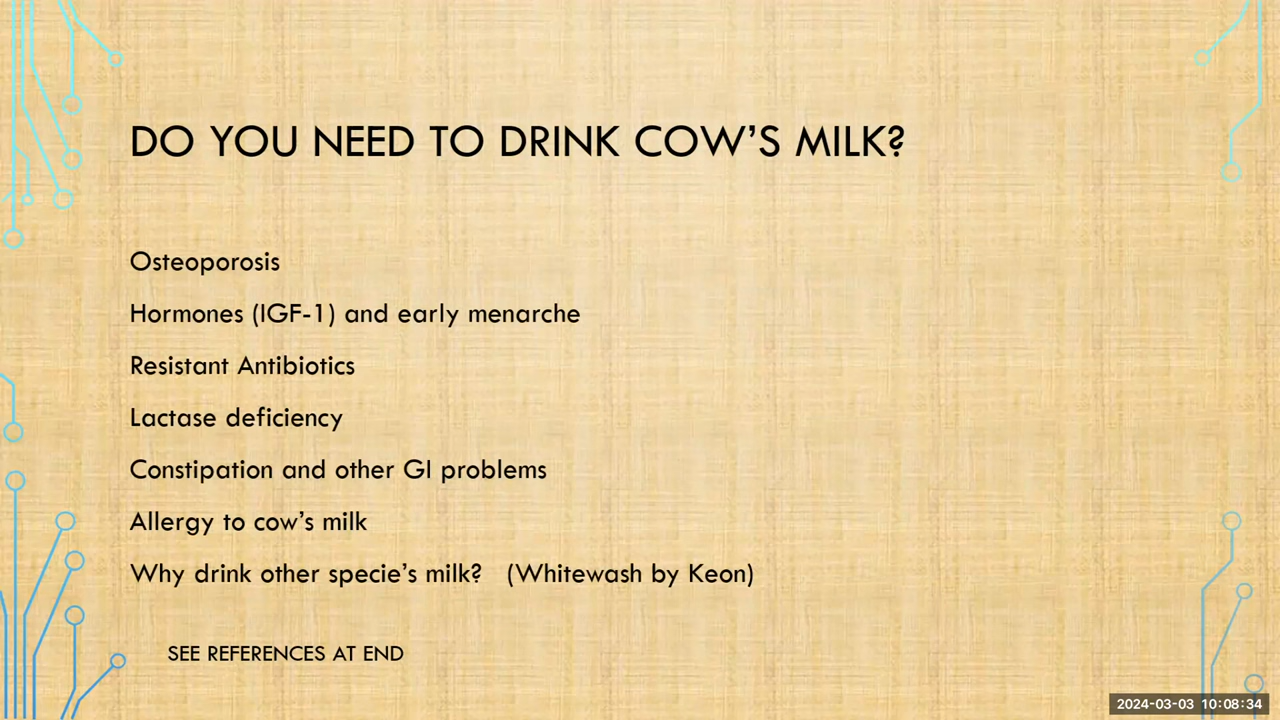 DO YOU NEED TO DRINK COW’S MILK?
Osteoporosis
Hormones (IGF-1) and early menarche
Resistant Antibiotics
Lactase deficiency
Constipation and other GI problems
Allergy to cow’s milk
Why drink other specie’s milk? (Whitewash by Keon)
SEE REFERENCES AT END
2024-03-03 10:08:34